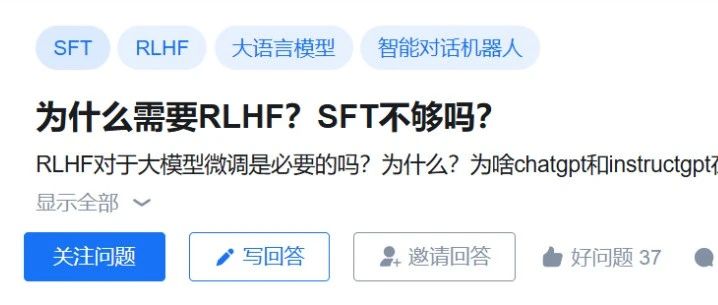 SFT RLHF 大语言模型 智能对话机器人
为什么需要RLHF？SFT不够吗？
RLHF对于大模型微调是必要的吗？为什么？为啥chatgpt和instructgpt在
显示全部
关注问题 写回答 邀请回答 好问题 37